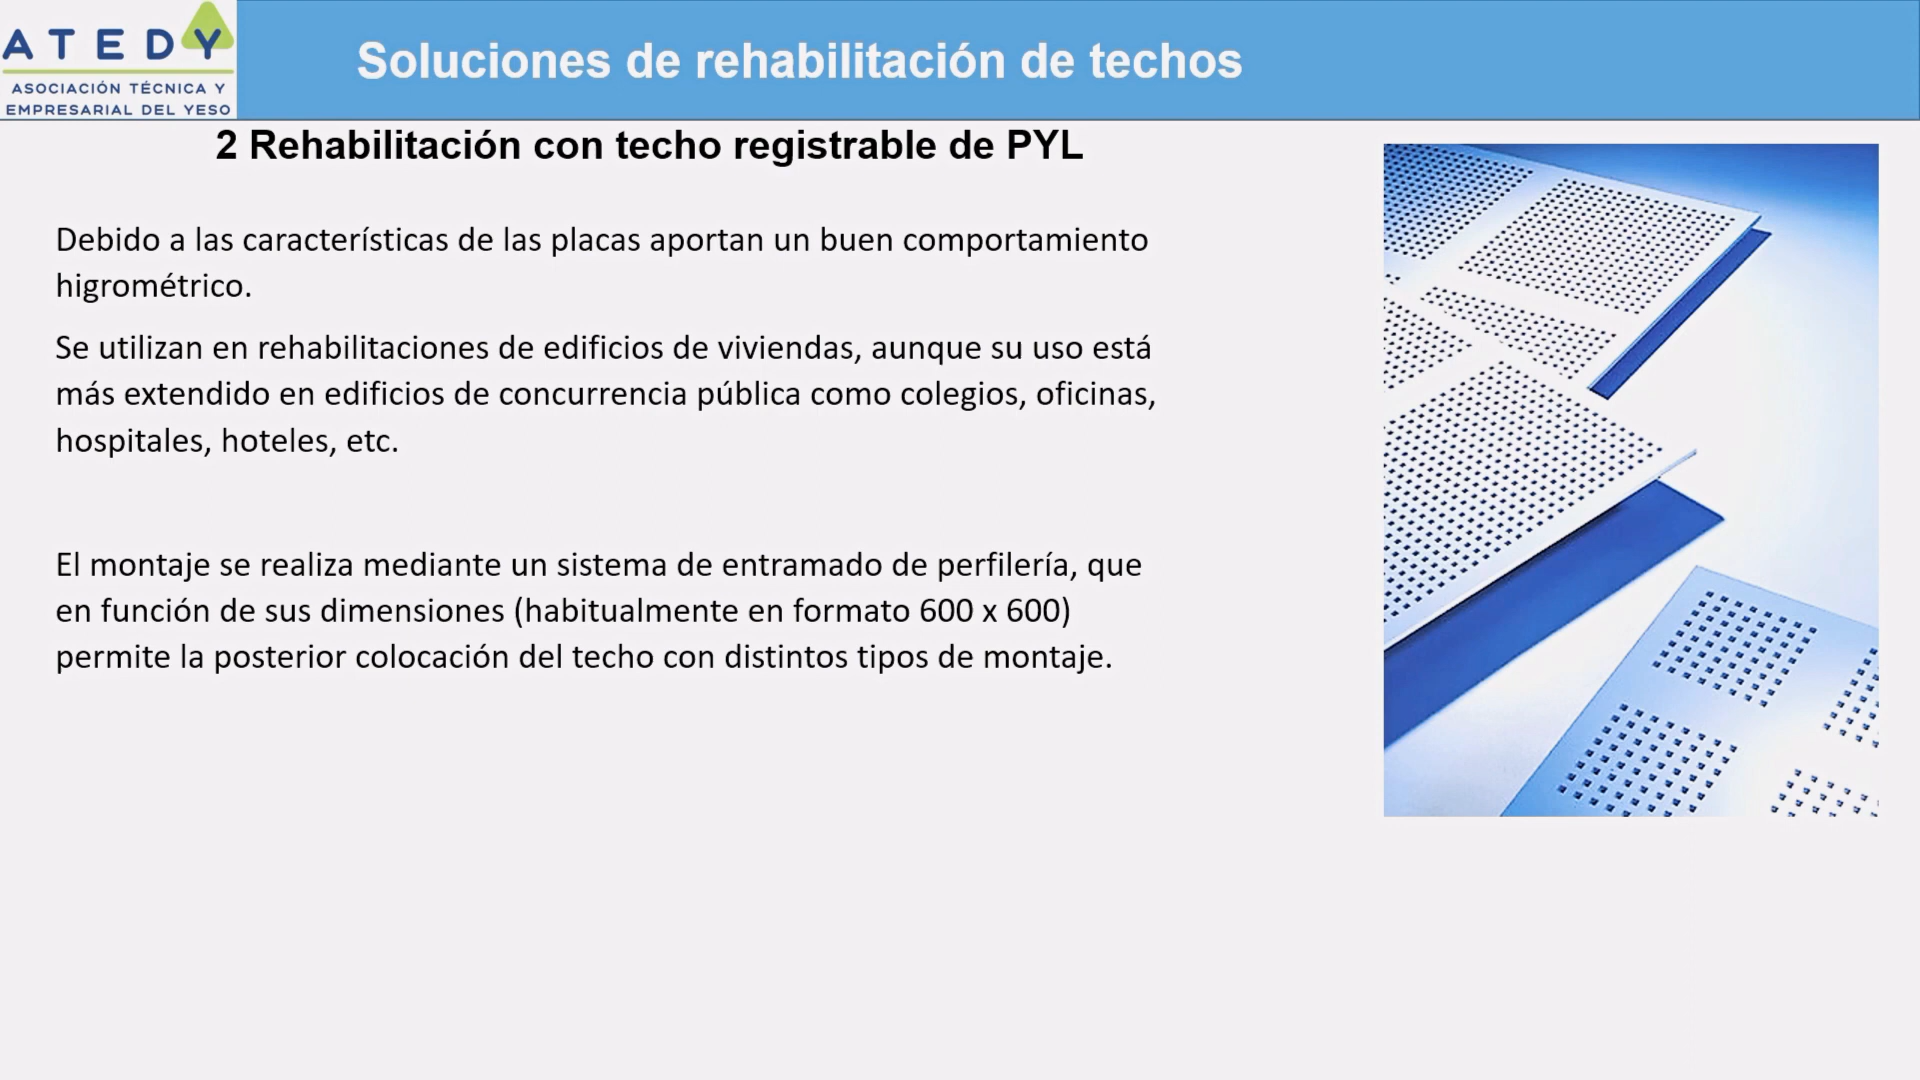 ATEDY
ASOCIACIÓN TÉCNICA Y
EMPRESARIAL DEL YESO
Soluciones de rehabilitación de techos
2 Rehabilitación con techo registrable de PYL
Debido a las características de las placas aportan un buen comportamiento
higrométrico.
Se utilizan en rehabilitaciones de edificios de viviendas, aunque su uso está
más extendido en edificios de concurrencia pública como colegios, oficinas,
hospitales, hoteles, etc.
El montaje se realiza mediante un sistema de entramado de perfilería, que
en función de sus dimensiones (habitualmente en formato 600 x 600)
permite la posterior colocación del techo con distintos tipos de montaje.